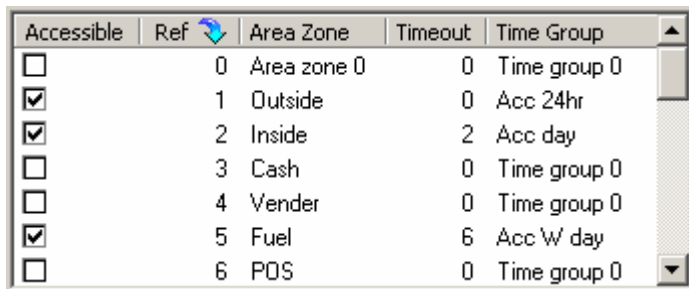 Accessible Ref Area Zone Timeout Time Group
0 Area zone 0 0 Time group 0
1 Outside 0 Acc 24hr
2 Inside 2 Acc day
3 Cash 0 Time group 0
4 Vender 0 Time group 0
5 Fuel 6 Acc W day
6 POS 0 Time group 0